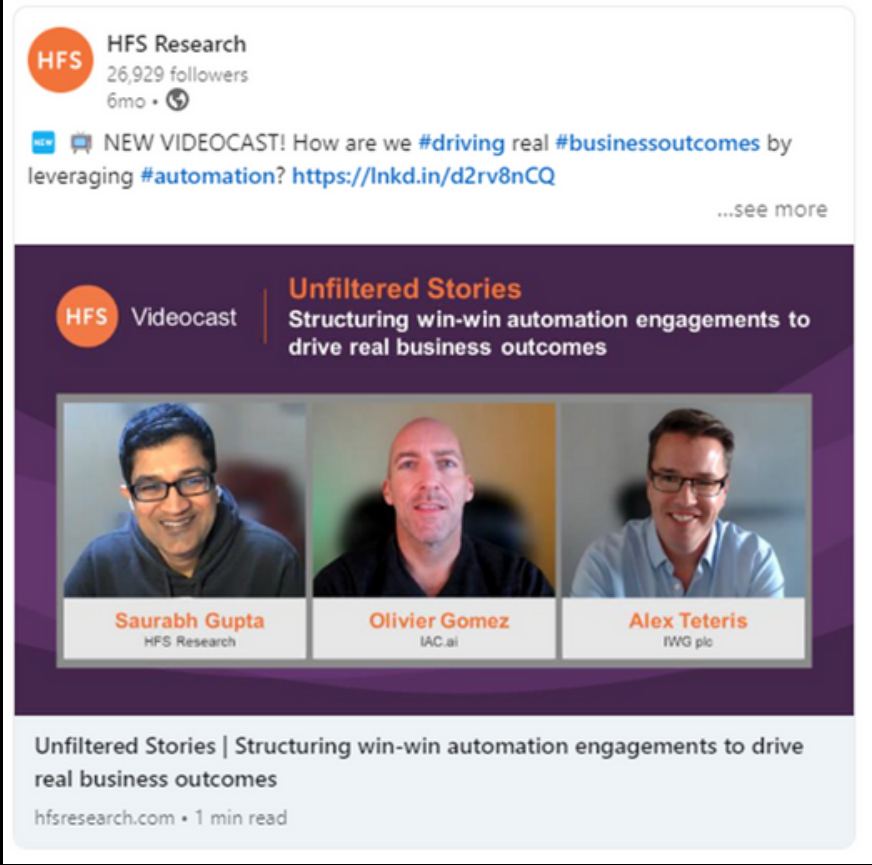 HFS
HFS Research
26,929 followers
6mo •
NEW NEW VIDEOCAST! How are we #driving real #businessoutcomes by
leveraging #automation? https://lnkd.in/d2rv8nCQ
...see more
HFS Videocast
Unfiltered Stories
Structuring win-win automation engagements to
drive real business outcomes
Saurabh Gupta
HFS Research
Olivier Gomez
IAC.ai
Alex Teteris
IWG plc
Unfiltered Stories | Structuring win-win automation engagements to drive
real business outcomes
hfsresearch.com • 1 min read